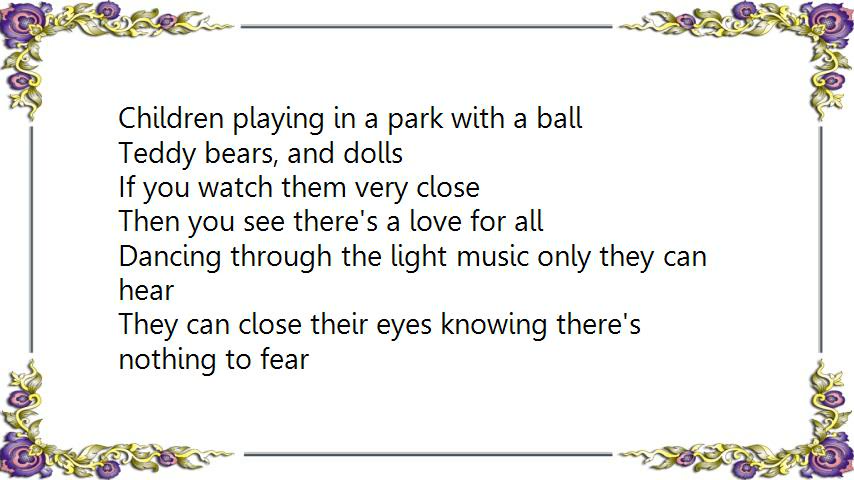 Children playing in a park with a ball
Teddy bears, and dolls
If you watch them very close
Then you see there's a love for all
Dancing through the light music only they can
hear
They can close their eyes knowing there's
nothing to fear